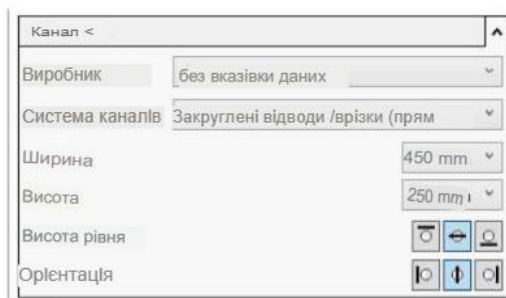 Канал <
Виробник без вказівки даних
Система каналів Закруглені відводи /врізки (прям
Ширина 450 mm
Висота 250 mm
Висота рівня
Орієнтація